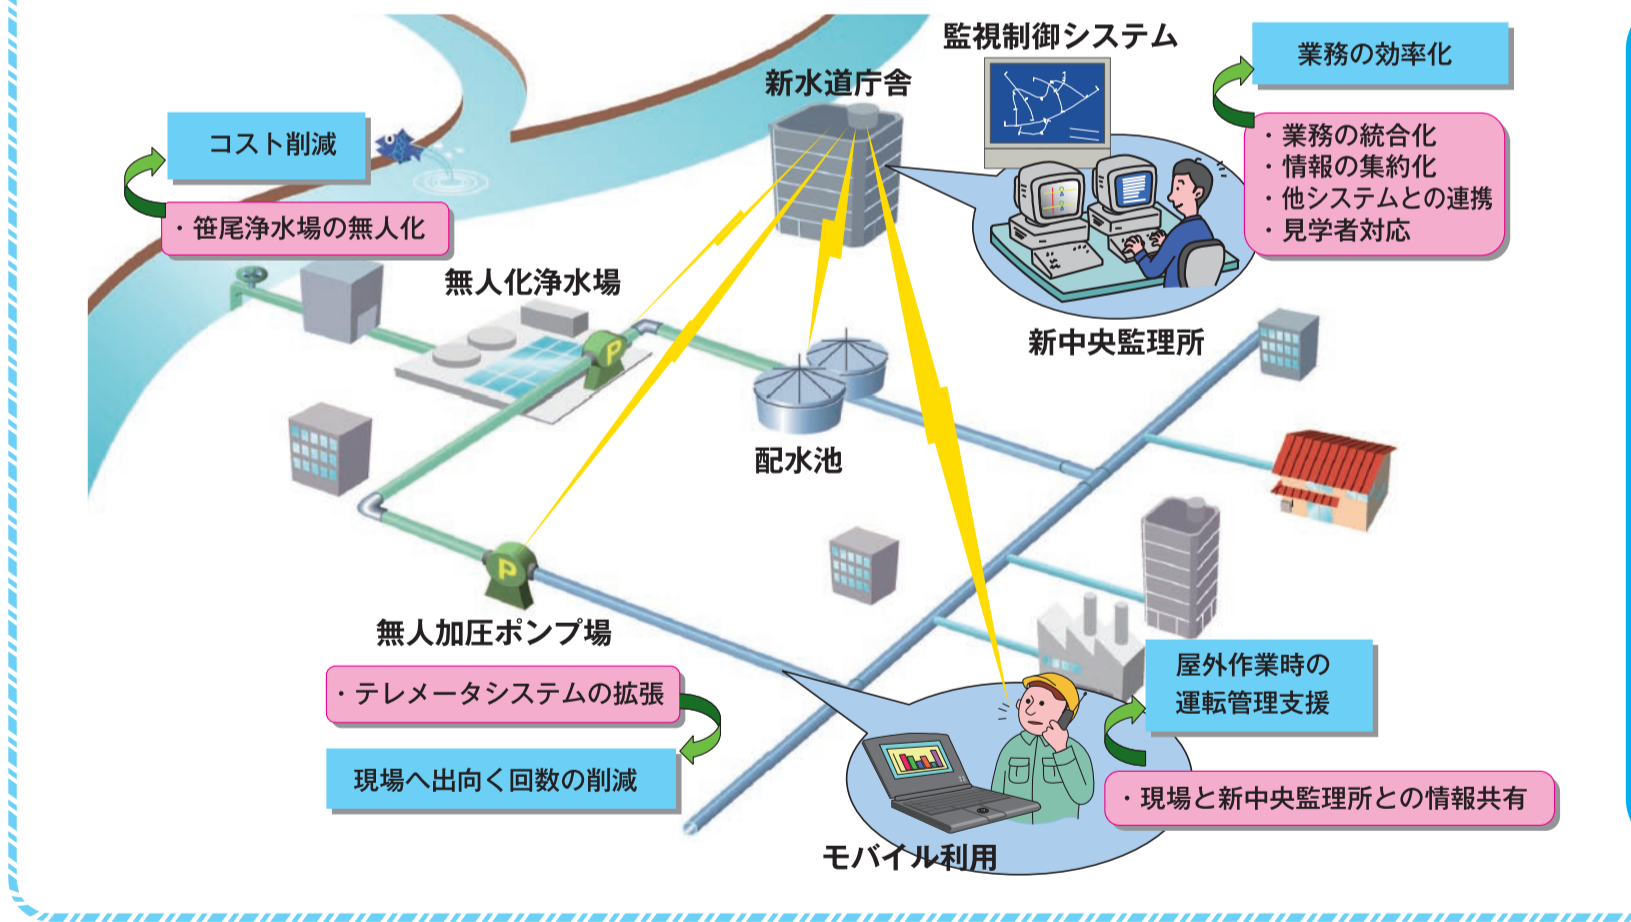 監視制御システム
業務の効率化
新水道庁舎
・業務の統合化
・情報の集約化
・他システムとの連携
・見学者対応
コスト削減
・笹尾浄水場の無人化
無人化浄水場
新中央監理所
P
配水池
P
無人加圧ポンプ場
・テレメータシステムの拡張
現場へ出向く回数の削減
屋外作業時の
運転管理支援
・現場と新中央監理所との情報共有
モバイル利用